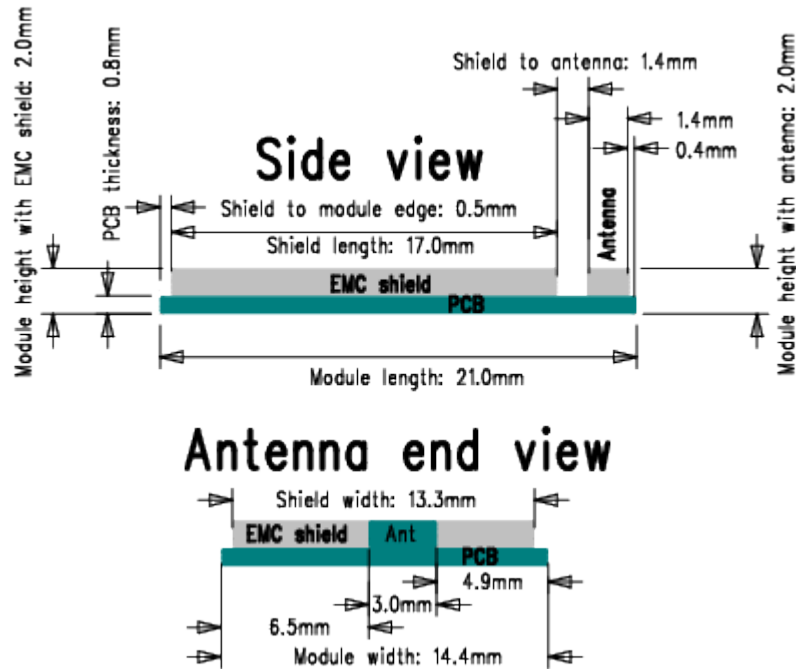 Shield to antenna: 1.4mm
Module height with EMC shield: 2.0mm
PCB thickness: 0.8mm
Module height with antenna: 2.0mm
1.4mm
Side view
0.4mm
Antenna
Shield to module edge: 0.5mm
Shield length: 17.0mm
EMC shield
PCB
Module length: 21.0mm
Antenna end view
Shield width: 13.3mm
EMC shield
Ant
PCB
4.9mm
3.0mm
6.5mm
Module width: 14.4mm